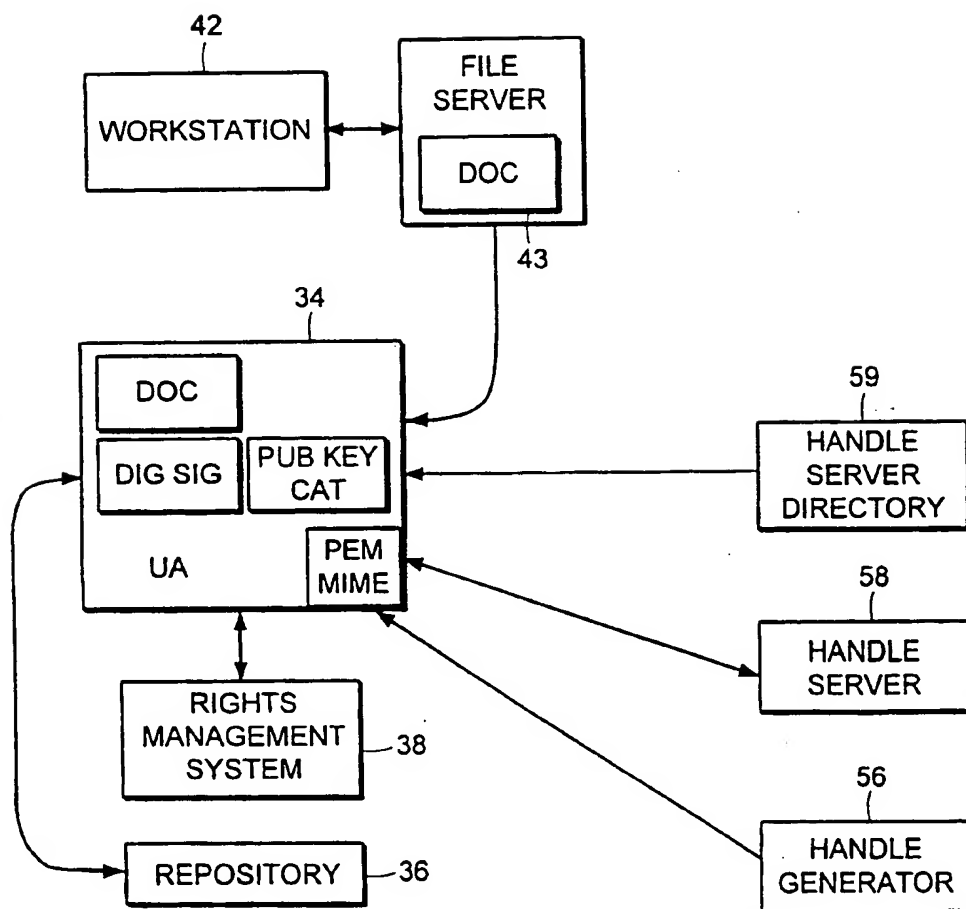 42
WORKSTATION
FILE
SERVER
DOC
43
34
DOC
DIG SIG
PUB KEY
CAT
UA
PEM
MIME
59
HANDLE
SERVER
DIRECTORY
58
HANDLE
SERVER
RIGHTS
MANAGEMENT
SYSTEM
38
56
HANDLE
GENERATOR
REPOSITORY
36